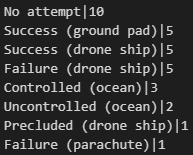 No attempt|10
Success (ground pad)|5
Success (drone ship)|5
Failure (drone ship)|5
Controlled (ocean)|3
Uncontrolled (ocean)|2
Precluded (drone ship)|1
Failure (parachute)|1